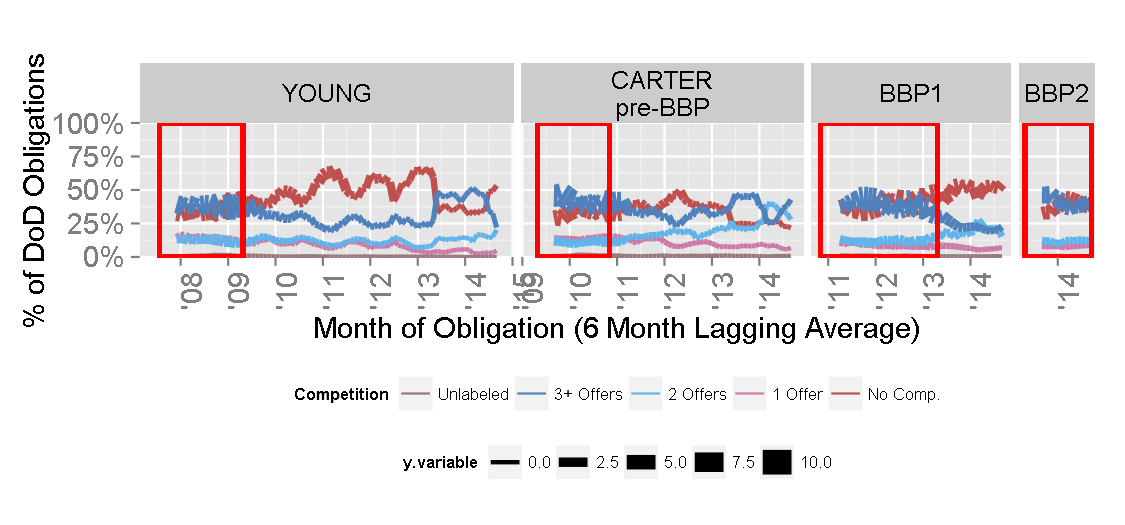 % of DoD Obligations
YOUNG
CARTER
pre-BBP
BBP1
BBP2
100%
75%
50%
25%
0%
'08
'09
'10
'11
'12
'13
'14
'15
'09
'10
'11
'12
'13
'14
'11
'12
'13
'14
'14
Month of Obligation (6 Month Lagging Average)
Competition Unlabeled 3+ Offers 2 Offers 1 Offer No Comp.
y.variable 0.0 2.5 5.0 7.5 10.0